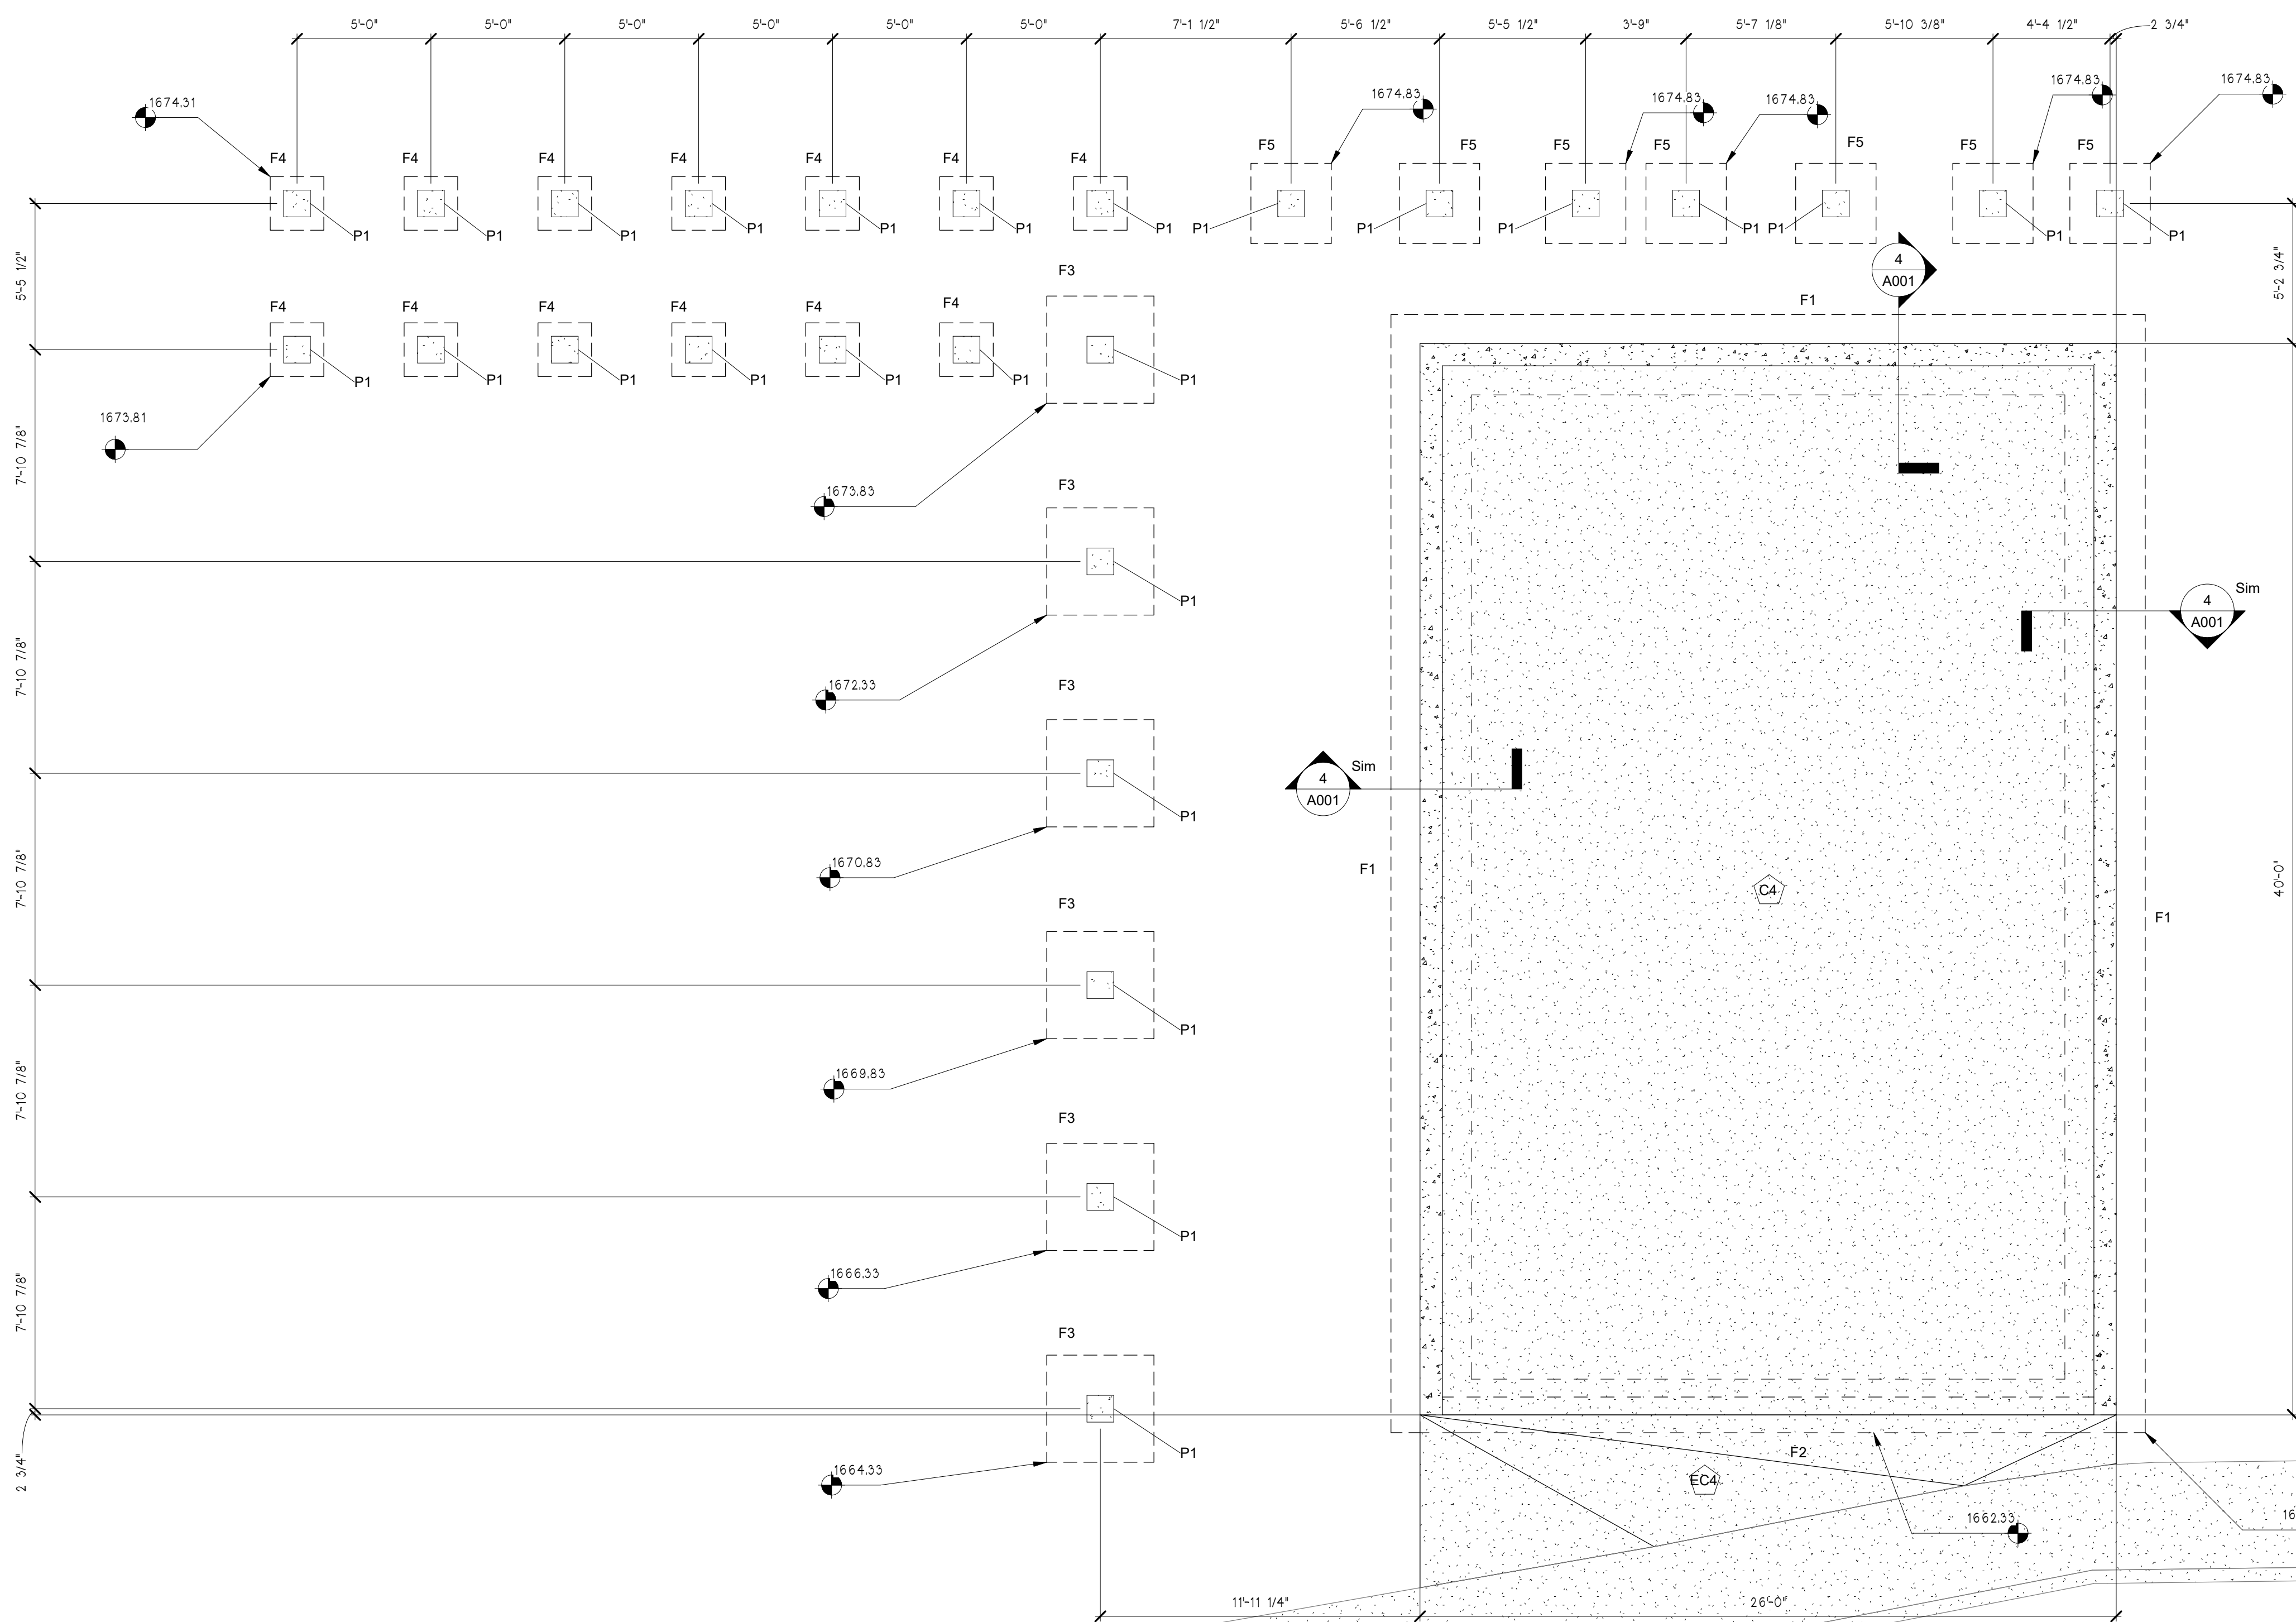 5'-0" 5'-0" 5'-0" 5'-0" 5'-0" 5'-0" 7'-1 1/2" 5'-6 1/2" 5'-5 1/2" 3'-9" 5'-7 1/8" 5'-10 3/8" 4'-4 1/2" 2 3/4"
1674.31 1674.83 1674.83 1674.83 1674.83 1674.83
F4 F4 F4 F4 F4 F4 F4 F5 F5 F5 F5 F5 F5 F5
P1 P1 P1 P1 P1 P1 P1 P1 P1 P1 P1 P1 P1 P1
5'-5 1/2"
5'-2 3/4"
4
A001
F3
F4 F4 F4 F4 F4 F4
F1
P1 P1 P1 P1 P1 P1 P1
1673.81
7'-10 7/8"
1673.83
F3
P1
4
A001
Sim
7'-10 7/8"
1672.33
F3
4
A001
Sim
P1
7'-10 7/8"
1670.83
F1
C4
40'-0"
F3
F1
P1
7'-10 7/8"
1669.83
F3
P1
7'-10 7/8"
1666.33
F3
P1
2 3/4"
1664.33
F2
EC4
1662.33
16
11'-11 1/4" 26'-0"